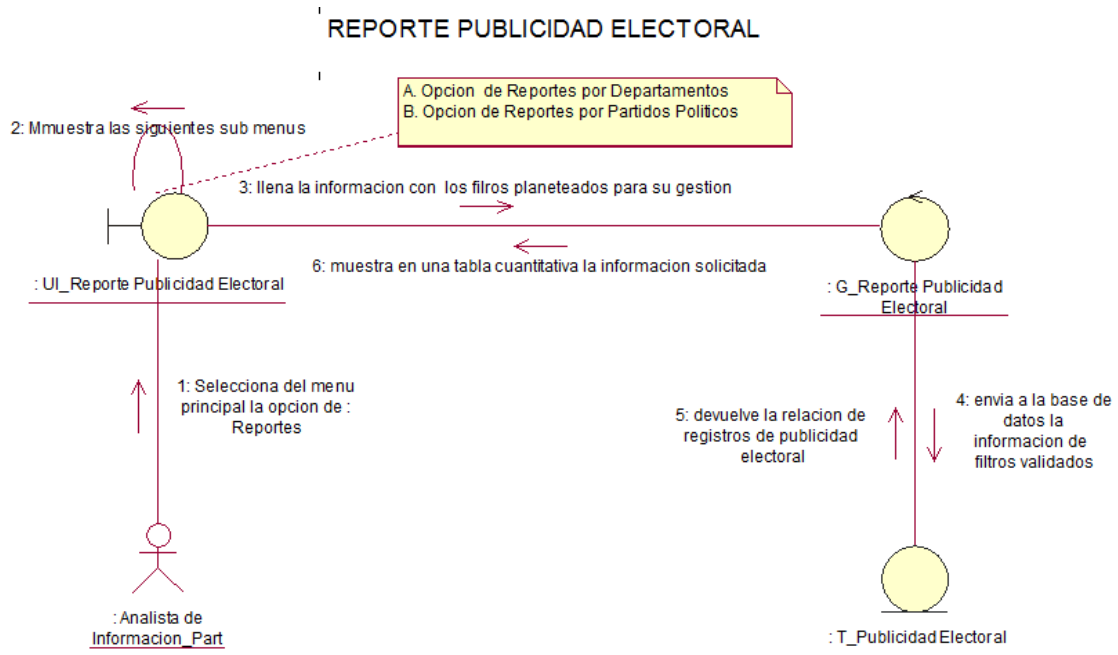 REPORTE PUBLICIDAD ELECTORAL
A. Opcion de Reportes por Departamentos
B. Opcion de Reportes por Partidos Politicos
2: Mmuestra las siguientes sub menus
3: llena la informacion con los filros planeteados para su gestion
6: muestra en una tabla cuantitativa la informacion solicitada
: UI_Reporte Publicidad Electoral
: G_Reporte Publicidad
Electoral
1: Selecciona del menu
principal la opcion de :
Reportes
5: devuelve la relacion de
registros de publicidad
electoral
4: envia a la base de
datos la
informacion de
filtros validados
: Analista de
Informacion_Part
: T_Publicidad Electoral